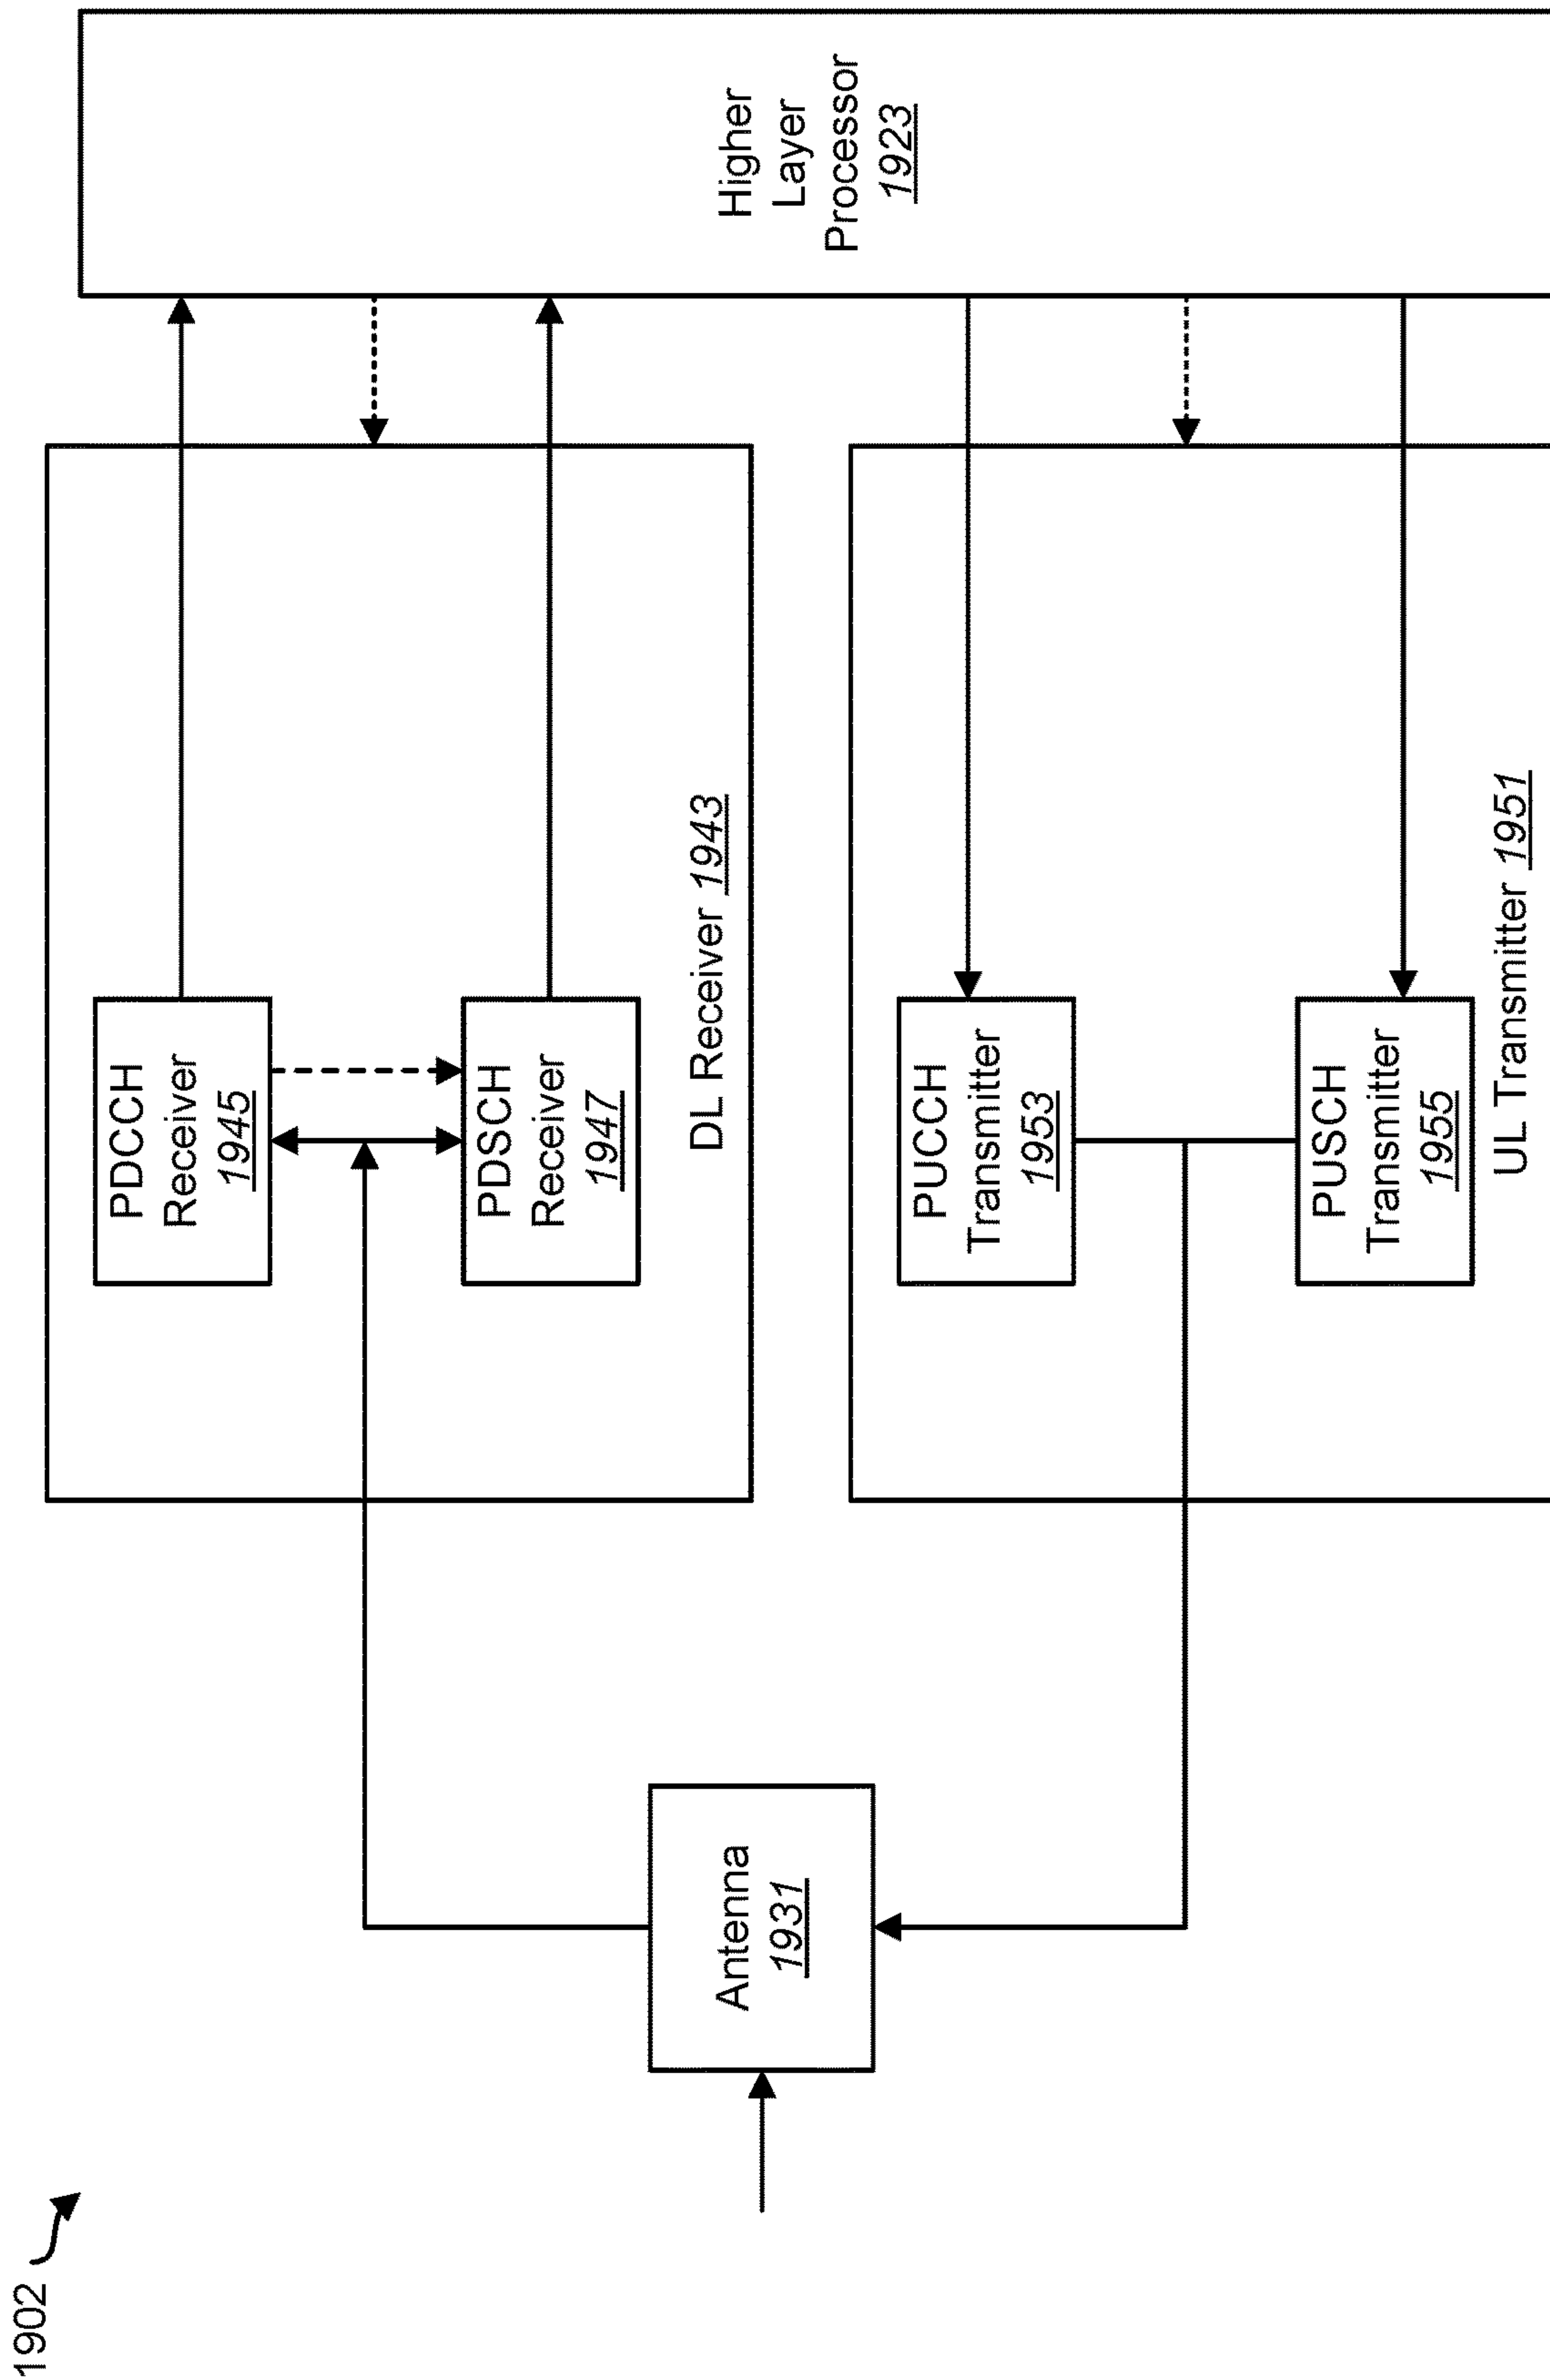 1902
Antenna
1931
PDCCH
Receiver
1945
PDSCH
Receiver
1947
DL Receiver 1943
PUCCH
Transmitter
1953
PUSCH
Transmitter
1955
UL Transmitter 1951
Higher
Layer
Processor
1923